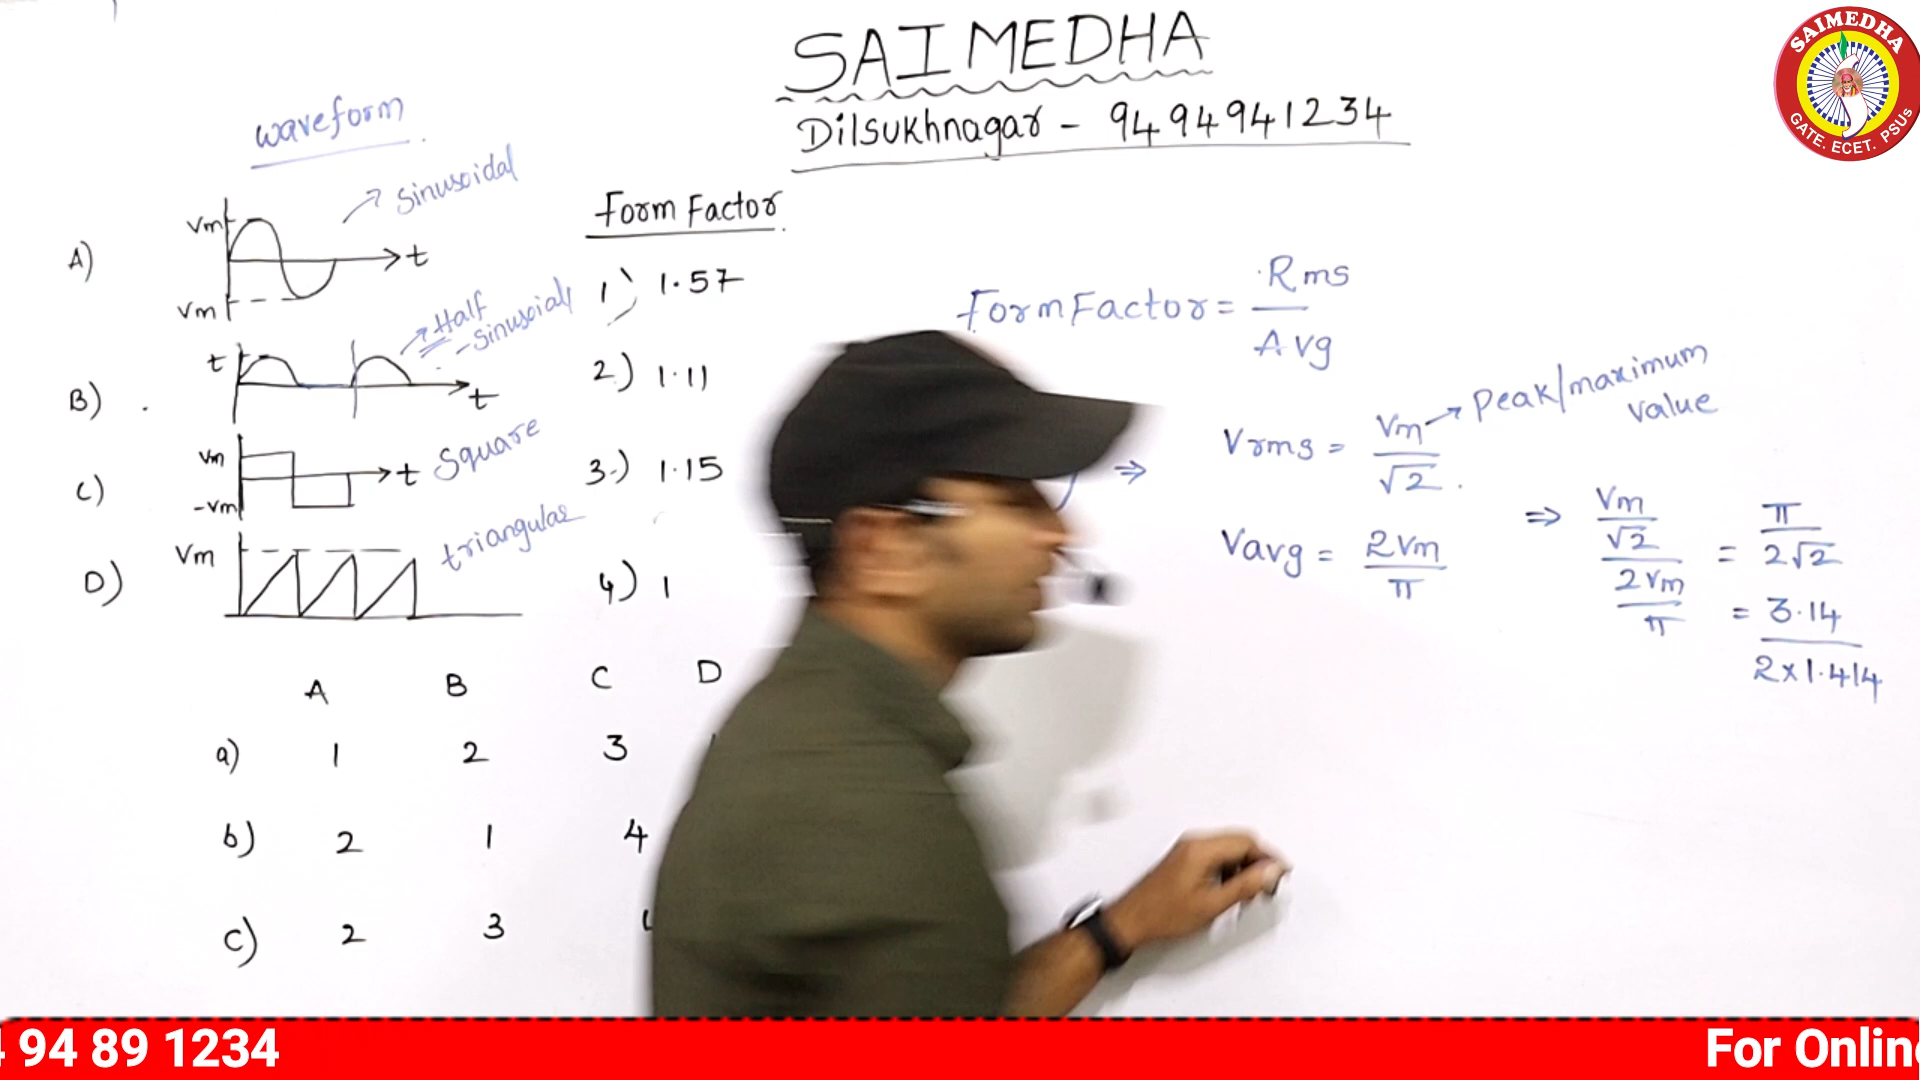 SAIMEDHA
Dilsukhnagar - 9494941234
SAIMEDHA
GATE. ECET. PSUs
waveform
Sinusoidal
Form Factor
A)
Vm
t
Vm
1) 1.57
B)
t
t
Half
-Sinusoidal
2) 1.11
C)
Vm
-Vm
t
Square
3) 1.15
D)
Vm
triangular
4) 1
A B C D
a) 1 2 3
b) 2 1 4
c) 2 3
Form Factor = Rms / Avg
⇒ Vrms = Vm / √2 .
Peak/maximum
value
Vavg = 2Vm / π
⇒ Vm / √2 / 2Vm / π = π / 2√2
= 3.14 / 2x1.414
94 89 1234
For Onlin